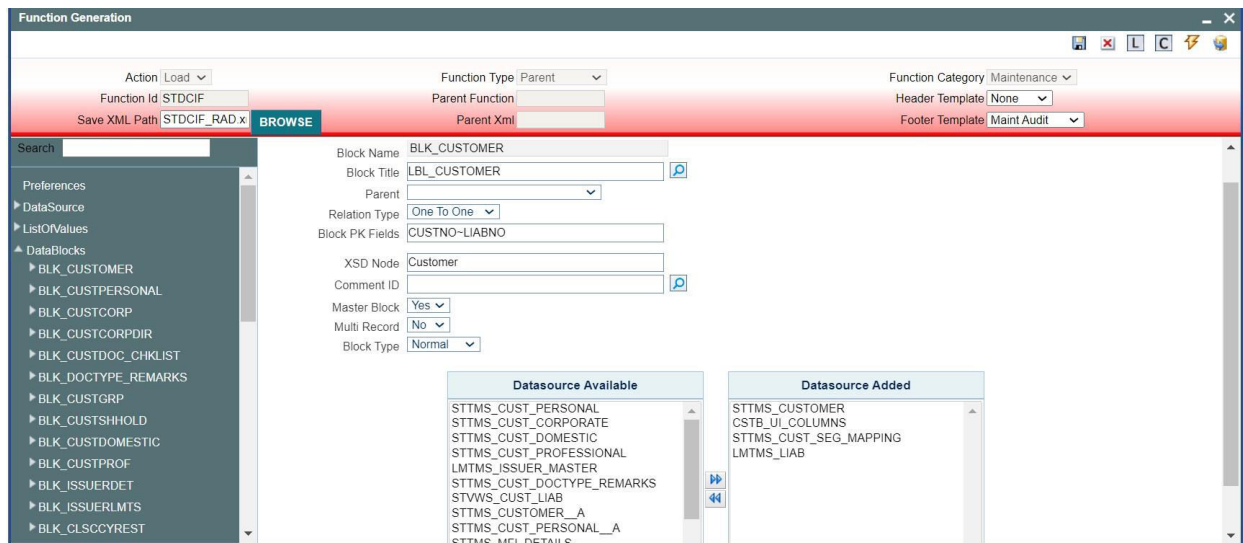 Function Generation
L C
Action Load Function Type Parent Function Category Maintenance
Function Id STDCIF Parent Function Header Template None
Save XML Path STDCIF_RAD.x BROWSE Parent Xml Footer Template Maint Audit
Search
Preferences
DataSource
ListOfValues
DataBlocks
BLK_CUSTOMER
BLK_CUSTPERSONAL
BLK_CUSTCORP
BLK_CUSTCORPDIR
BLK_CUSTDOC_CHKLIST
BLK_DOCTYPE_REMARKS
BLK_CUSTGRP
BLK_CUSTSHHOLD
BLK_CUSTDOMESTIC
BLK_CUSTPROF
BLK_ISSUERDET
BLK_ISSUERLMTS
BLK_CLSCCYREST
Block Name BLK_CUSTOMER
Block Title LBL_CUSTOMER
Parent
Relation Type One To One
Block PK Fields CUSTNO~LIABNO
XSD Node Customer
Comment ID
Master Block Yes
Multi Record No
Block Type Normal
Datasource Available
STTMS_CUST_PERSONAL
STTMS_CUST_CORPORATE
STTMS_CUST_DOMESTIC
STTMS_CUST_PROFESSIONAL
LMTMS_ISSUER_MASTER
STTMS_CUST_DOCTYPE_REMARKS
STVWS_CUST_LIAB
STTMS_CUSTOMER__A
STTMS_CUST_PERSONAL__A
STTMS_MFI_DETAILS
Datasource Added
STTMS_CUSTOMER
CSTB_UI_COLUMNS
STTMS_CUST_SEG_MAPPING
LMTMS_LIAB